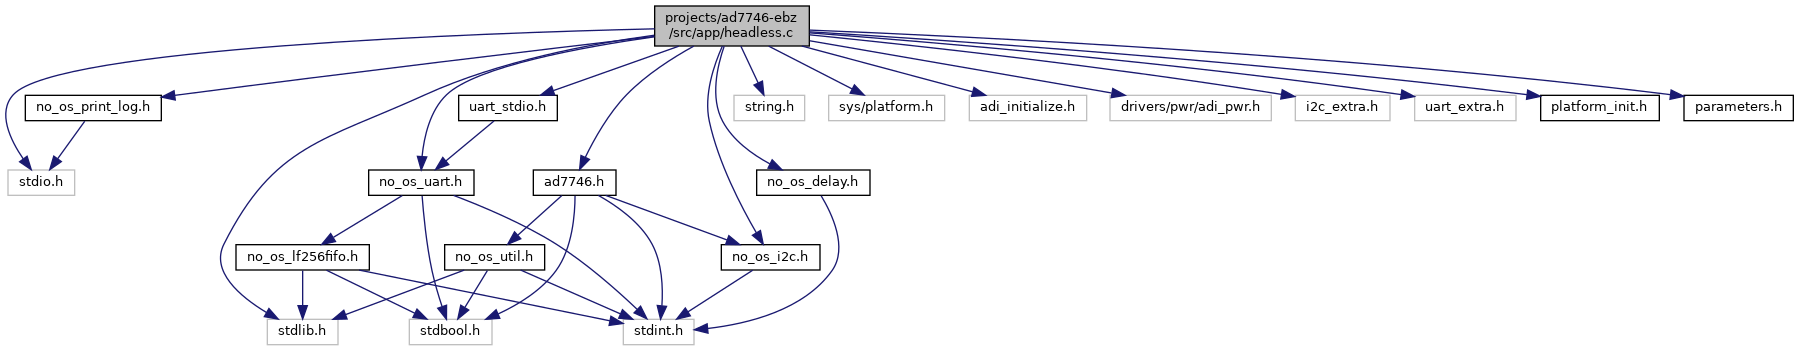 projects/ad7746-ebz
/src/app/headless.c
no_os_print_log.h
uart_stdio.h
string.h
sys/platform.h
adi_initialize.h
drivers/pwr/adi_pwr.h
i2c_extra.h
uart_extra.h
platform_init.h
parameters.h
stdio.h
no_os_uart.h
ad7746.h
no_os_delay.h
no_os_lf256fifo.h
no_os_util.h
no_os_i2c.h
stdlib.h
stdbool.h
stdint.h